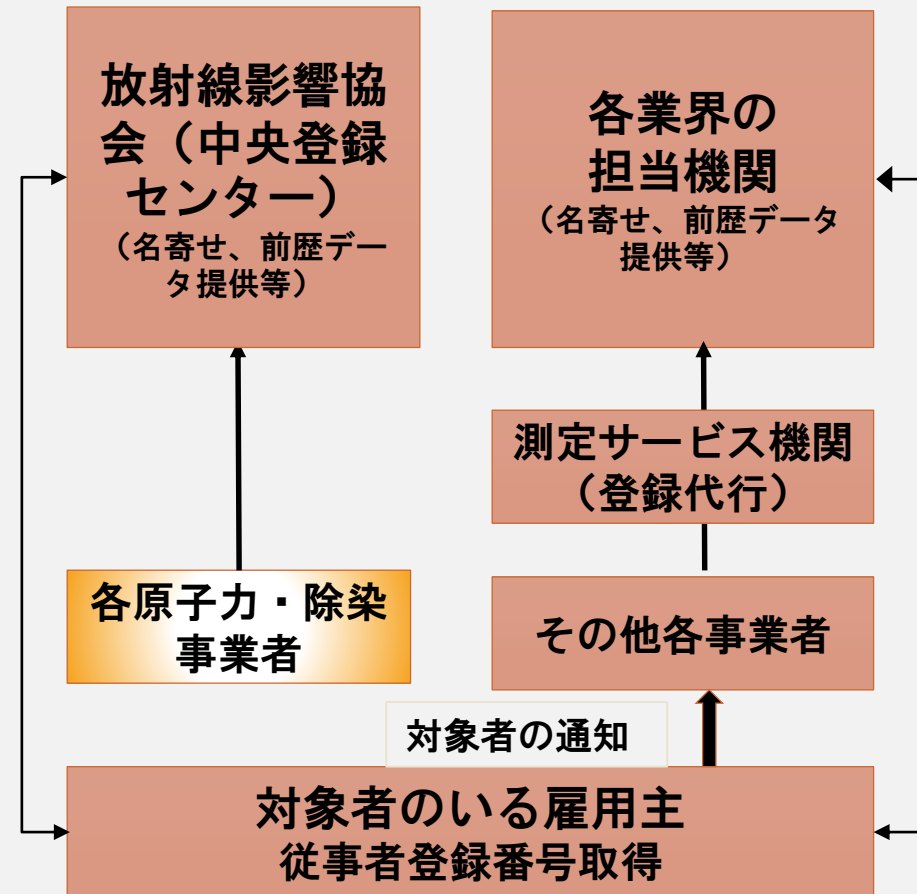 放射線影響協
会（中央登録
センター）
（名寄せ、前歴デー
タ提供等）
各業界の
担当機関
（名寄せ、前歴データ
提供等）
測定サービス機関
（登録代行）
各原子力・除染
事業者
その他各事業者
対象者の通知
対象者のいる雇用主
従事者登録番号取得